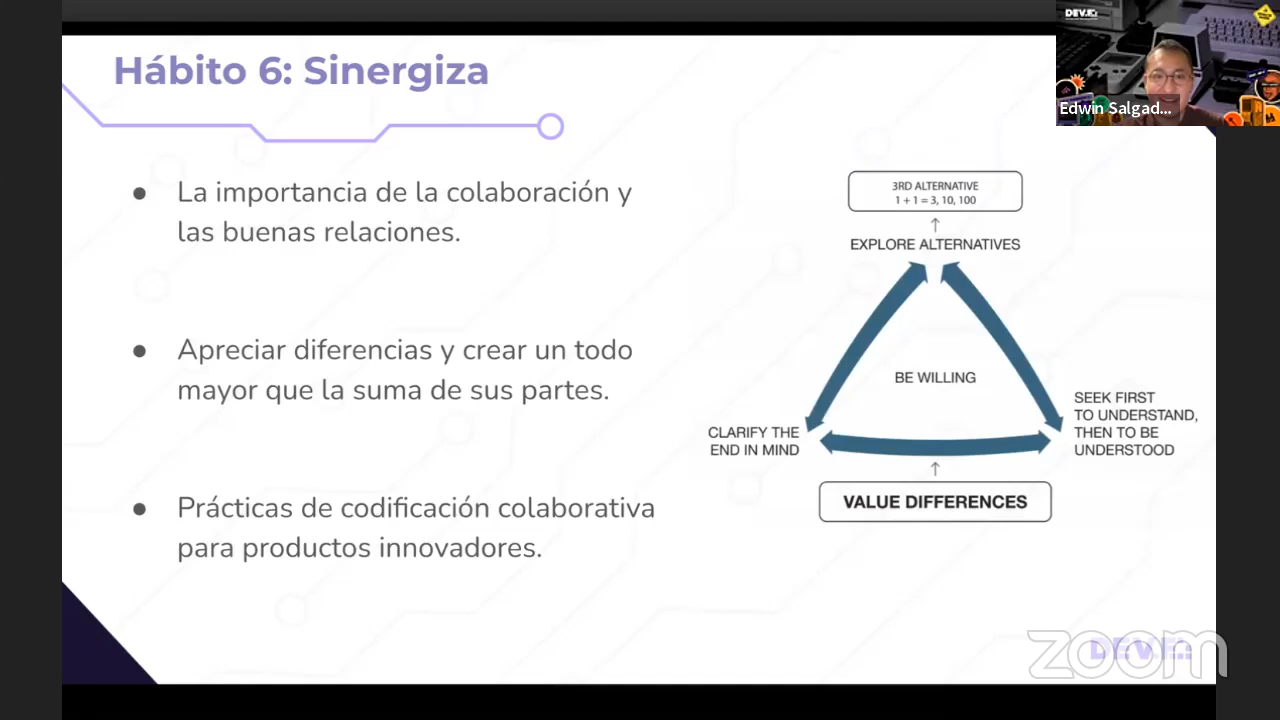 Hábito 6: Sinergiza
DEV.F:
Edwin Salgad...
● La importancia de la colaboración y
las buenas relaciones.
● Apreciar diferencias y crear un todo
mayor que la suma de sus partes.
● Prácticas de codificación colaborativa
para productos innovadores.
3RD ALTERNATIVE
1 + 1 = 3, 10, 100
↑
EXPLORE ALTERNATIVES
BE WILLING
CLARIFY THE
END IN MIND
SEEK FIRST
TO UNDERSTAND,
THEN TO BE
UNDERSTOOD
↑
VALUE DIFFERENCES
DEV.F:
zoom